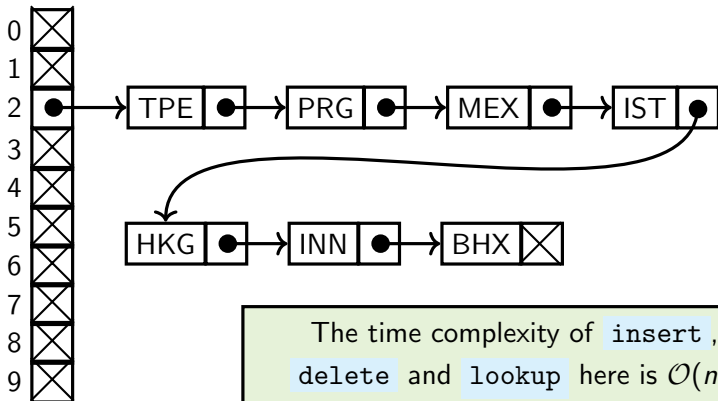 0
1
2 TPE PRG MEX IST
3
4
5 HKG INN BHX
6
7
8
9
The time complexity of insert,
delete and lookup here is 𝒪(n